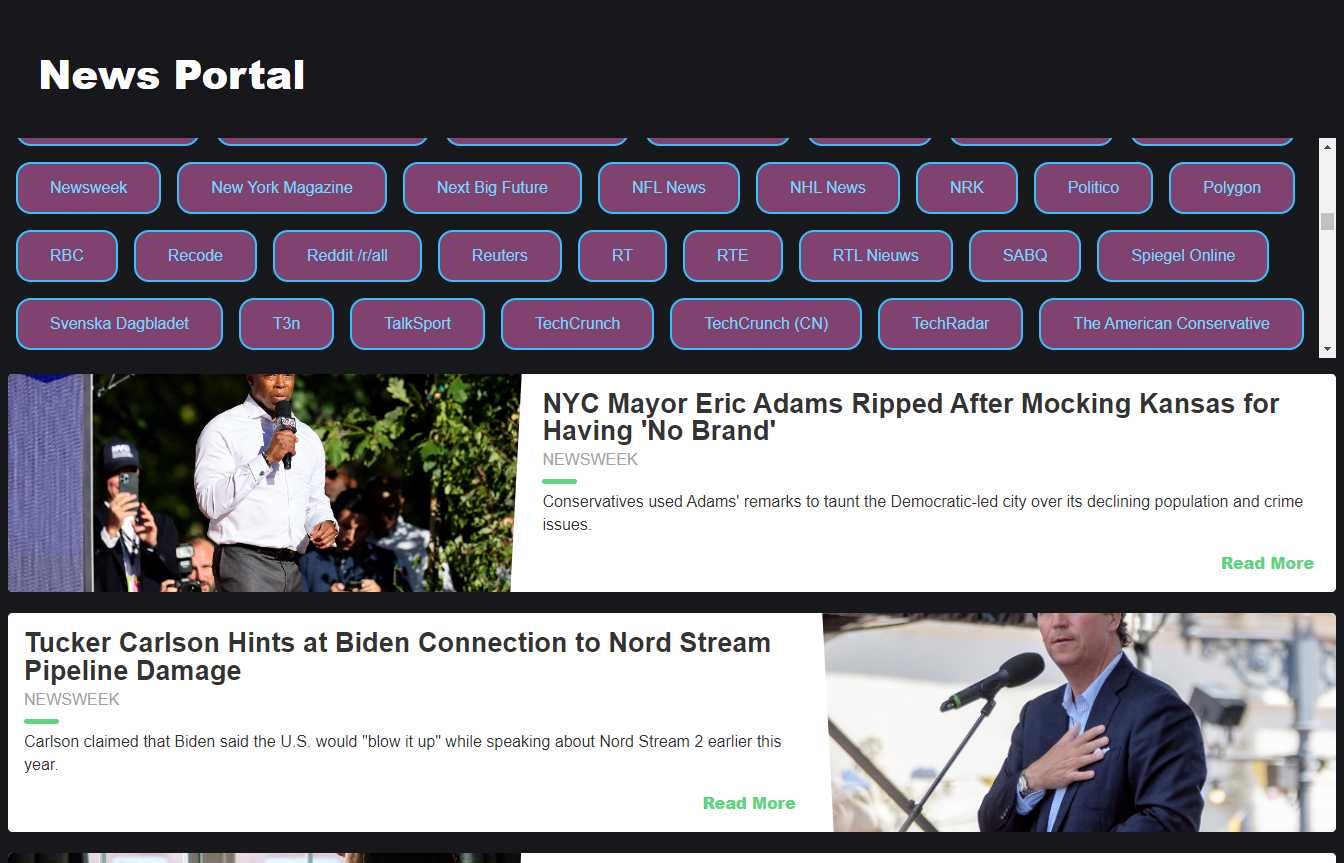 News Portal
Newsweek
New York Magazine
Next Big Future
NFL News
NHL News
NRK
Politico
Polygon
RBC
Recode
Reddit /r/all
Reuters
RT
RTE
RTL Nieuws
SABQ
Spiegel Online
Svenska Dagbladet
T3n
TalkSport
TechCrunch
TechCrunch (CN)
TechRadar
The American Conservative
NYC Mayor Eric Adams Ripped After Mocking Kansas for
Having 'No Brand'
NEWSWEEK
Conservatives used Adams' remarks to taunt the Democratic-led city over its declining population and crime
issues.
Read More
Tucker Carlson Hints at Biden Connection to Nord Stream
Pipeline Damage
NEWSWEEK
Carlson claimed that Biden said the U.S. would "blow it up" while speaking about Nord Stream 2 earlier this
year.
Read More